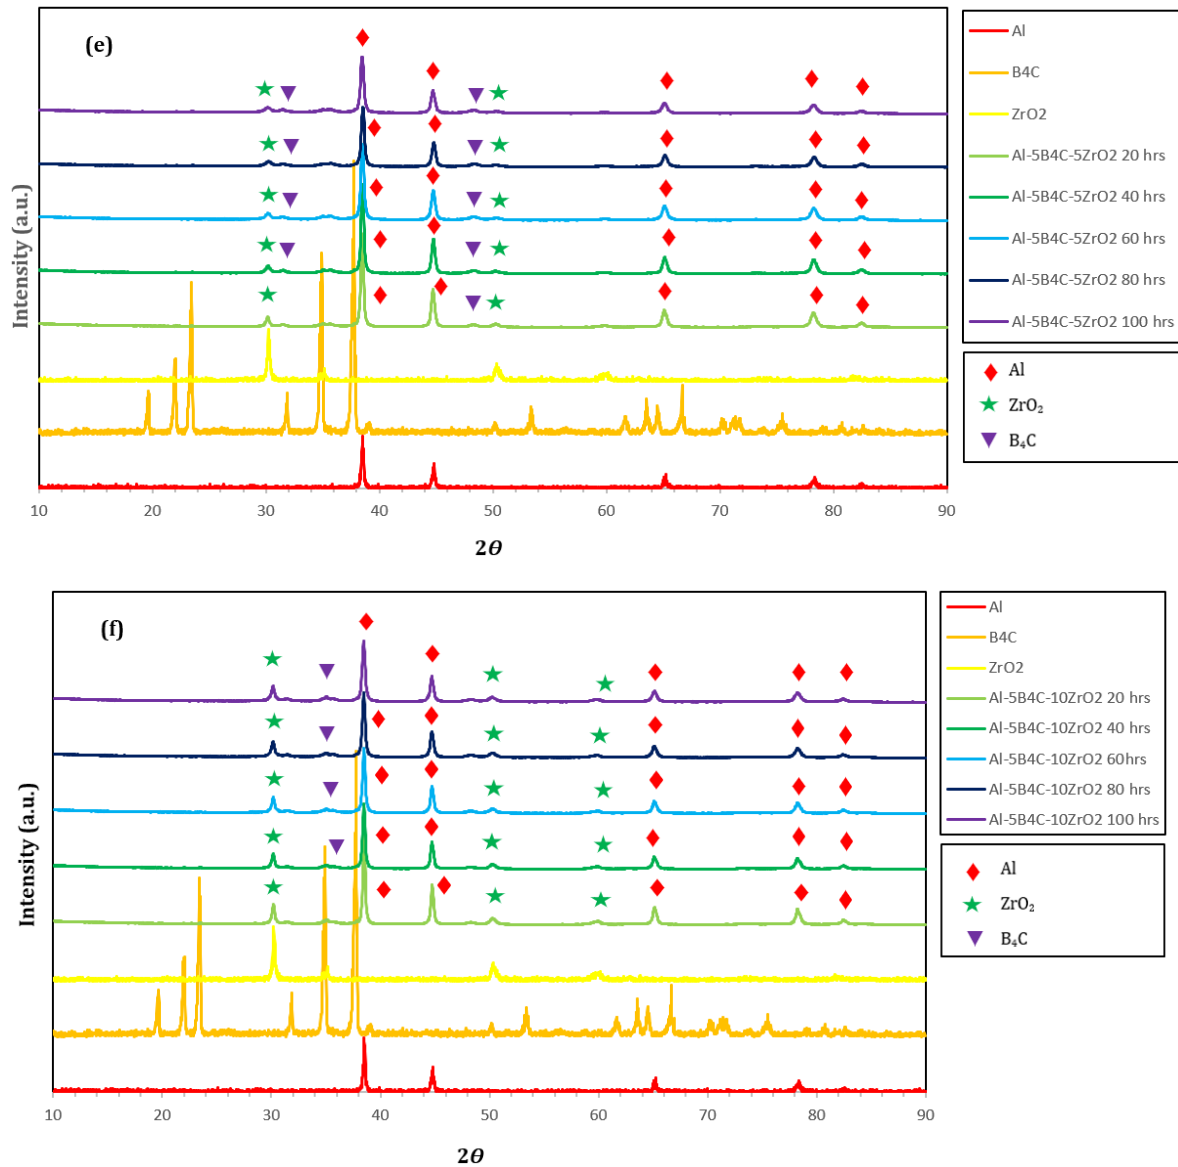 (e)
Intensity (a.u.)
10 20 30 40 50 60 70 80 90
2θ
Al
B4C
ZrO2
Al-5B4C-5ZrO2 20 hrs
Al-5B4C-5ZrO2 40 hrs
Al-5B4C-5ZrO2 60 hrs
Al-5B4C-5ZrO2 80 hrs
Al-5B4C-5ZrO2 100 hrs
Al
ZrO₂
B₄C
(f)
Intensity (a.u.)
10 20 30 40 50 60 70 80 90
2θ
Al
B4C
ZrO2
Al-5B4C-10ZrO2 20 hrs
Al-5B4C-10ZrO2 40 hrs
Al-5B4C-10ZrO2 60hrs
Al-5B4C-10ZrO2 80 hrs
Al-5B4C-10ZrO2 100 hrs
Al
ZrO₂
B₄C